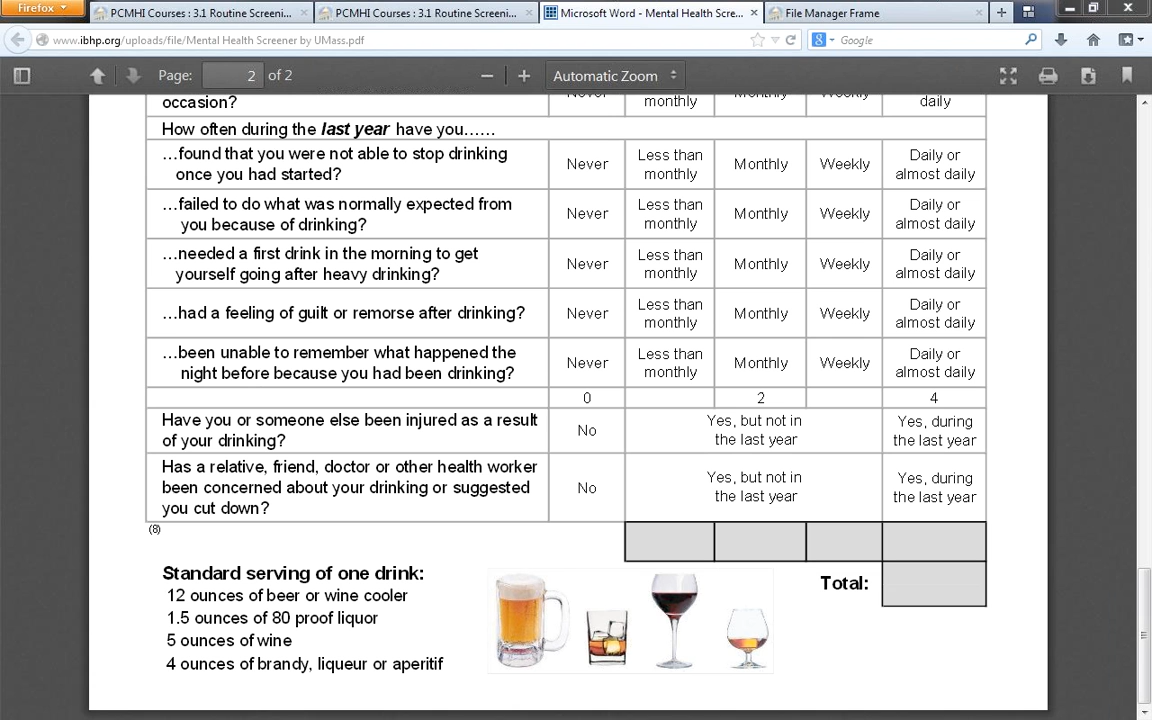 Firefox
PCMHI Courses : 3.1 Routine Screeni...
PCMHI Courses : 3.1 Routine Screeni...
Microsoft Word - Mental Health Scree...
File Manager Frame
www.ibhp.org/uploads/file/Mental Health Screener by UMass.pdf
Google
Page: 2 of 2
Automatic Zoom
occasion? Never monthly Monthly Weekly daily
How often during the last year have you……
…found that you were not able to stop drinking
once you had started?
Never
Less than
monthly
Monthly
Weekly
Daily or
almost daily
…failed to do what was normally expected from
you because of drinking?
Never
Less than
monthly
Monthly
Weekly
Daily or
almost daily
…needed a first drink in the morning to get
yourself going after heavy drinking?
Never
Less than
monthly
Monthly
Weekly
Daily or
almost daily
…had a feeling of guilt or remorse after drinking?
Never
Less than
monthly
Monthly
Weekly
Daily or
almost daily
…been unable to remember what happened the
night before because you had been drinking?
Never
Less than
monthly
Monthly
Weekly
Daily or
almost daily
0 2 4
Have you or someone else been injured as a result
of your drinking?
No
Yes, but not in
the last year
Yes, during
the last year
Has a relative, friend, doctor or other health worker
been concerned about your drinking or suggested
you cut down?
No
Yes, but not in
the last year
Yes, during
the last year
(8)
Total:
Standard serving of one drink:
12 ounces of beer or wine cooler
1.5 ounces of 80 proof liquor
5 ounces of wine
4 ounces of brandy, liqueur or aperitif